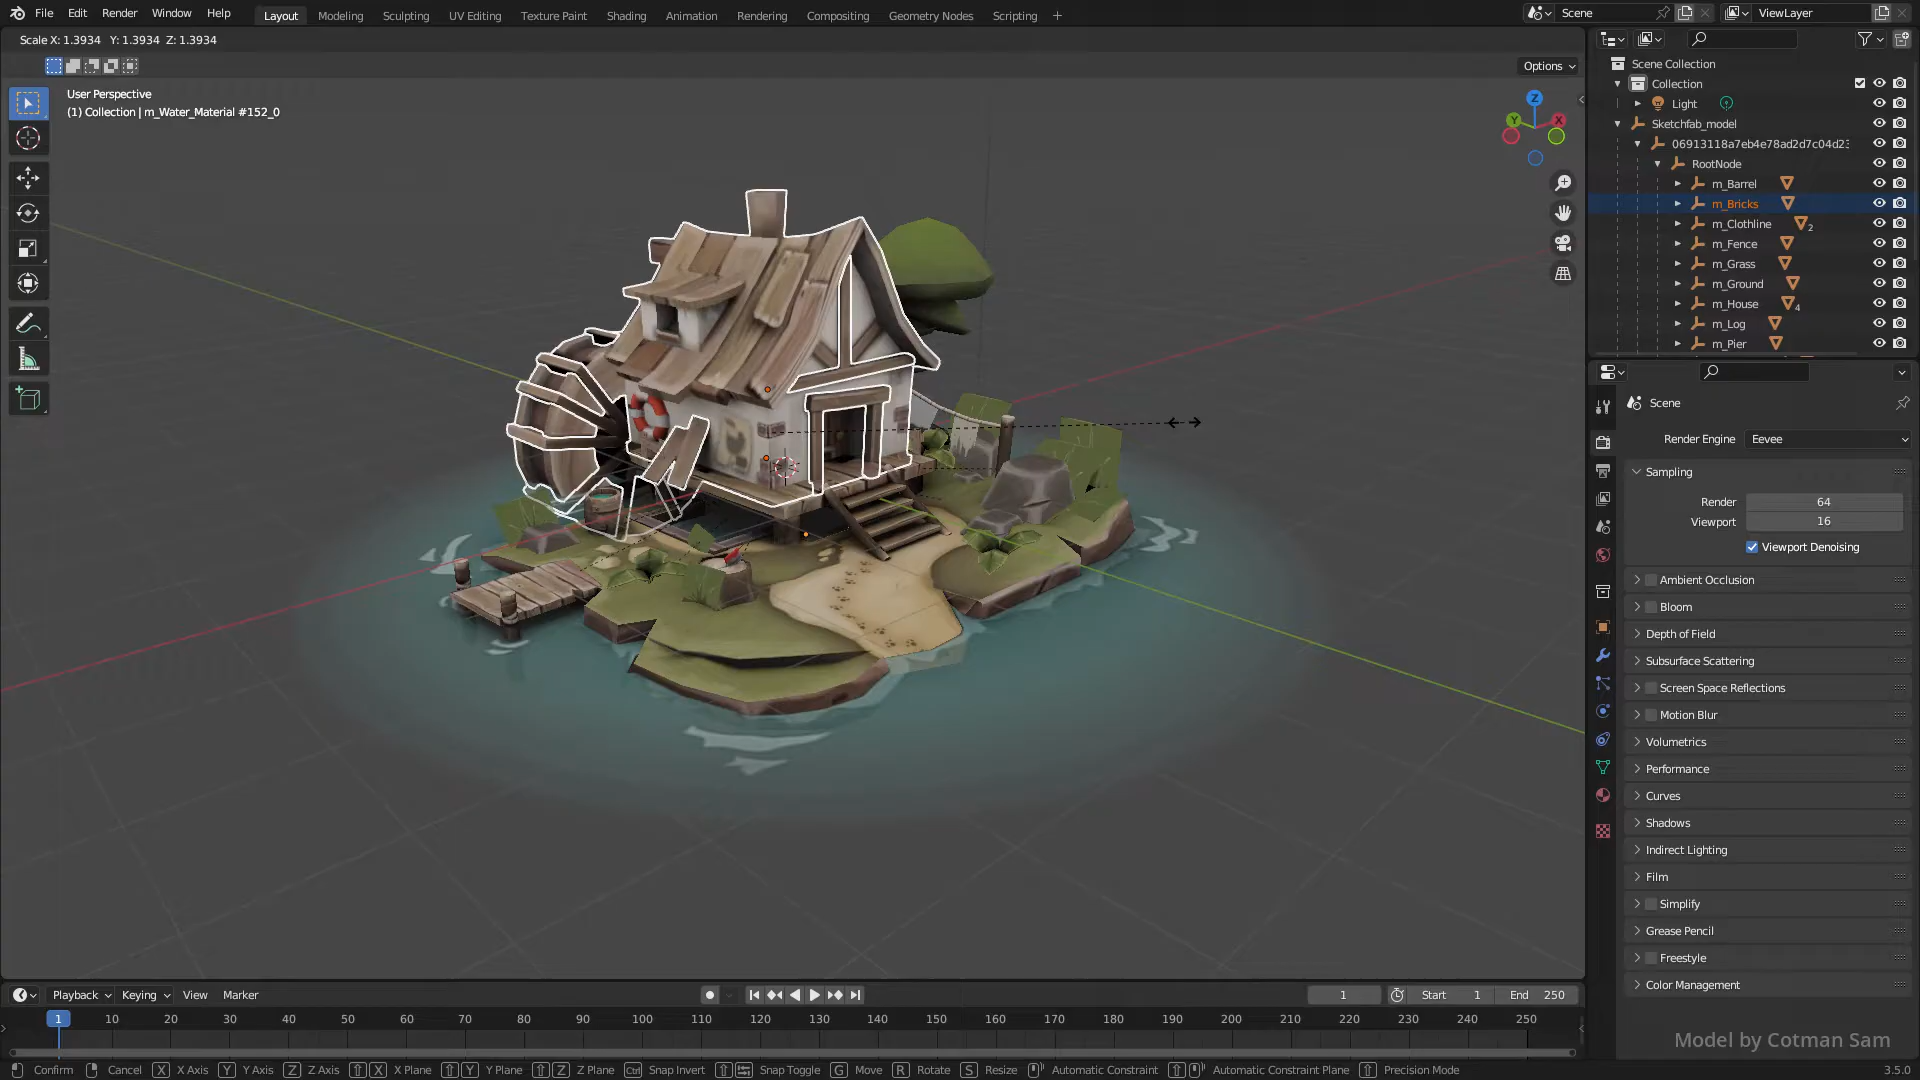 File Edit Render Window Help Layout Modeling Sculpting UV Editing Texture Paint Shading Animation Rendering Compositing Geometry Nodes Scripting + Scene ViewLayer
Scale X: 1.3934 Y: 1.3934 Z: 1.3934
Options
User Perspective
(1) Collection | m_Water_Material #152_0
Z
Y
X
Scene Collection
Collection
Light
Sketchfab_model
06913118a7eb4e78ad2d7c04d23
RootNode
m_Barrel
m_Bricks
m_Clothline 2
m_Fence
m_Grass
m_Ground
m_House 4
m_Log
m_Pier
Scene
Render Engine Eevee
Sampling
Render 64
Viewport 16
Viewport Denoising
Ambient Occlusion
Bloom
Depth of Field
Subsurface Scattering
Screen Space Reflections
Motion Blur
Volumetrics
Performance
Curves
Shadows
Indirect Lighting
Film
Simplify
Grease Pencil
Freestyle
Color Management
Playback Keying View Marker 1 Start 1 End 250
1 10 20 30 40 50 60 70 80 90 100 110 120 130 140 150 160 170 180 190 200 210 220 230 240 250
Model by Cotman Sam
Confirm Cancel X X Axis Y Y Axis Z Z Axis X X Plane Y Y Plane Z Z Plane Ctrl Snap Invert Snap Toggle G Move R Rotate S Resize Automatic Constraint Automatic Constraint Plane Precision Mode 3.5.0